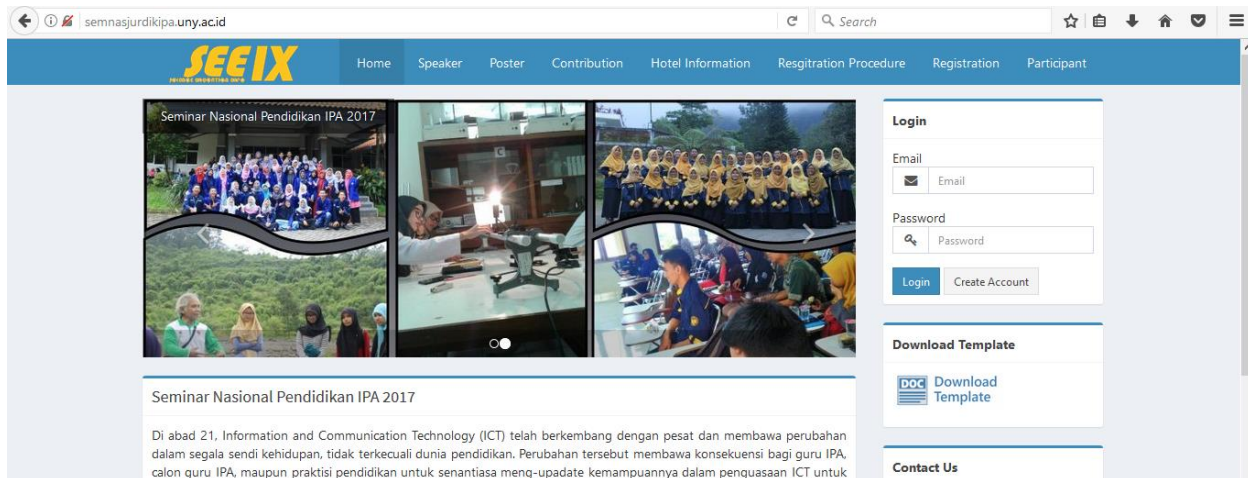 semnasjurdikipa.uny.ac.id
Search
SEE IX
Home Speaker Poster Contribution Hotel Information Resgitration Procedure Registration Participant
Seminar Nasional Pendidikan IPA 2017
Login
Email
Email
Password
Password
Login Create Account
Download Template
DOC Download
Template
Seminar Nasional Pendidikan IPA 2017
Di abad 21, Information and Communication Technology (ICT) telah berkembang dengan pesat dan membawa perubahan
dalam segala sendi kehidupan, tidak terkecuali dunia pendidikan. Perubahan tersebut membawa konsekuensi bagi guru IPA,
calon guru IPA, maupun praktisi pendidikan untuk senantiasa meng-upadate kemampuannya dalam penguasaan ICT untuk
Contact Us